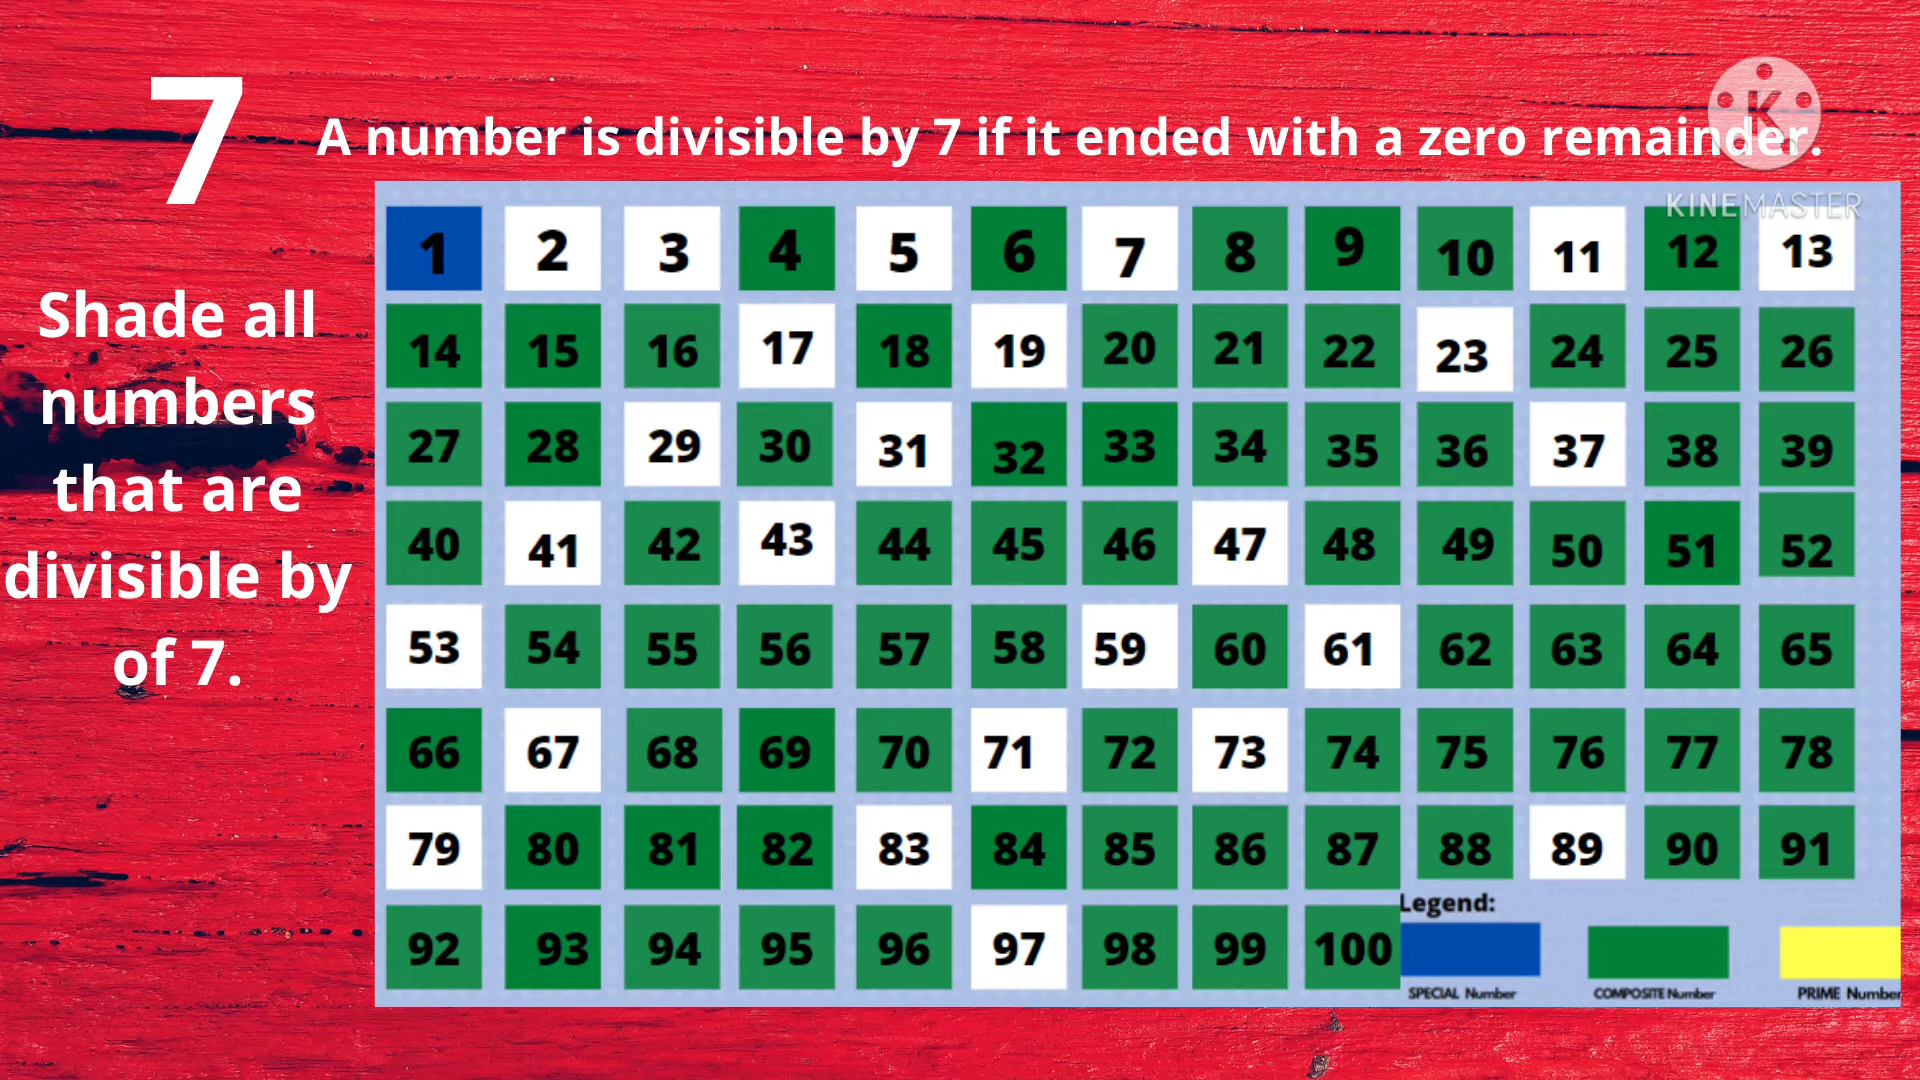 7
A number is divisible by 7 if it ended with a zero remainder.
K
KINEMASTER
Shade all
numbers
that are
divisible by
of 7.
1 2 3 4 5 6 7 8 9 10 11 12 13
14 15 16 17 18 19 20 21 22 23 24 25 26
27 28 29 30 31 32 33 34 35 36 37 38 39
40 41 42 43 44 45 46 47 48 49 50 51 52
53 54 55 56 57 58 59 60 61 62 63 64 65
66 67 68 69 70 71 72 73 74 75 76 77 78
79 80 81 82 83 84 85 86 87 88 89 90 91
92 93 94 95 96 97 98 99 100
Legend:
SPECIAL Number COMPOSITE Number PRIME Number